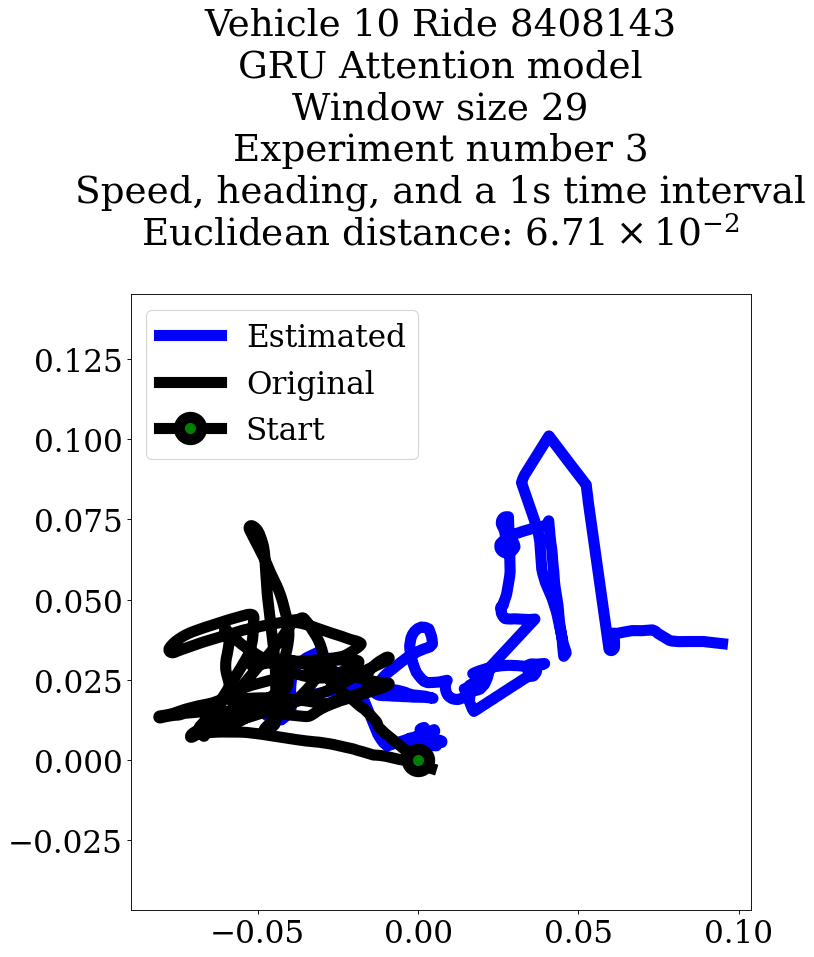 Vehicle 10 Ride 8408143
GRU Attention model
Window size 29
Experiment number 3
Speed, heading, and a 1s time interval
Euclidean distance: 6.71 × 10⁻²
Estimated
Original
Start
0.125
0.100
0.075
0.050
0.025
0.000
−0.025
−0.05 0.00 0.05 0.10